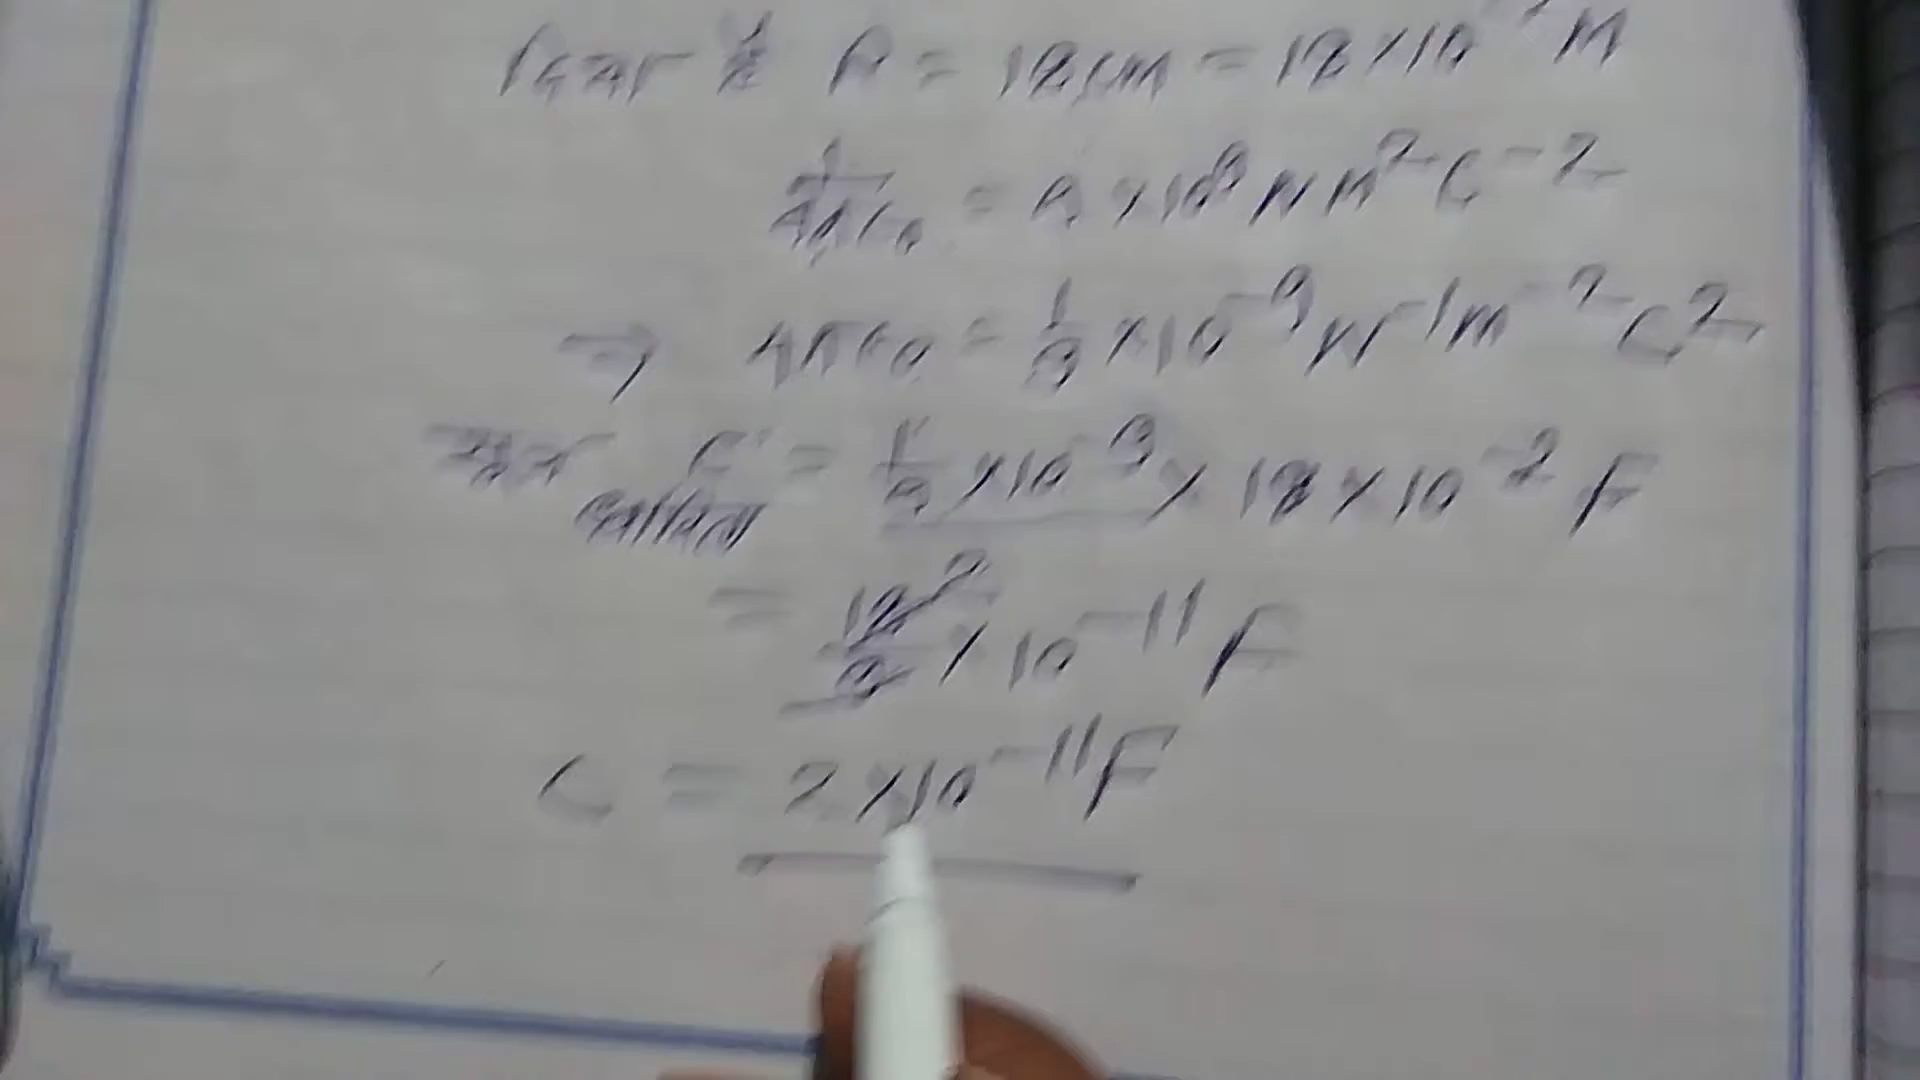 है R = 18 cm = 18 × 10⁻² M
1/4πϵ₀ = 9 × 10⁹ N M² C⁻²
⇒ 4πϵ₀ = 1/9 × 10⁻⁹ N⁻¹ m⁻² C²
C = 1/9 × 10⁻⁹ × 18 × 10⁻² F
= 18/9 2 × 10⁻¹¹ F
C = 2 × 10⁻¹¹ F